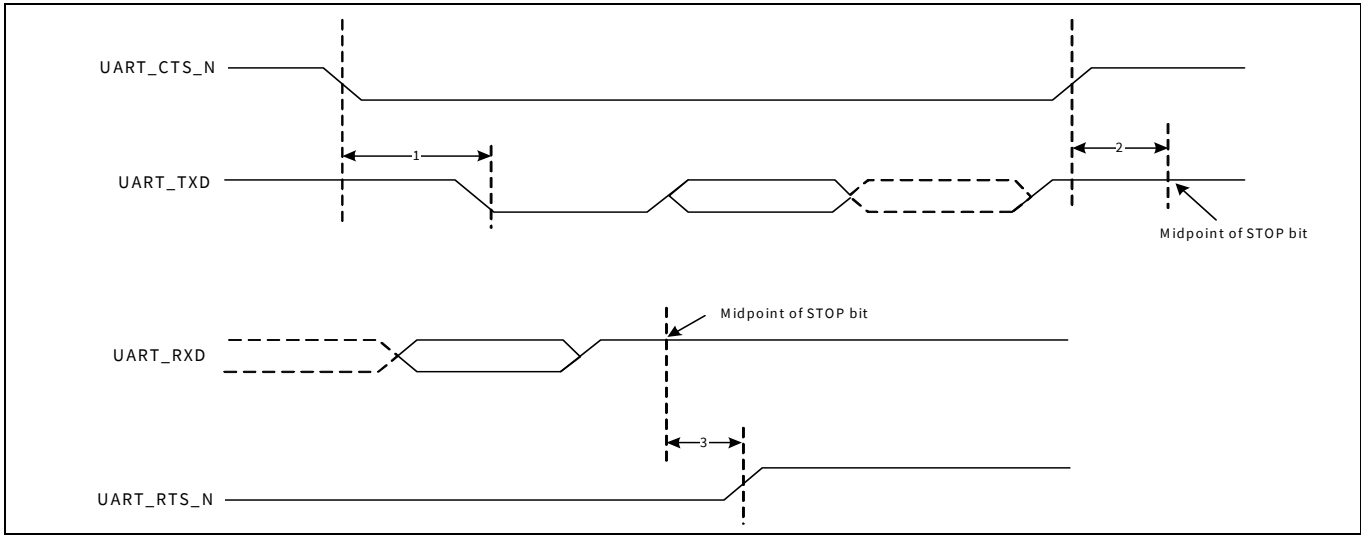 UART_CTS_N
1
2
UART_TXD
Midpoint of STOP bit
Midpoint of STOP bit
UART_RXD
3
UART_RTS_N